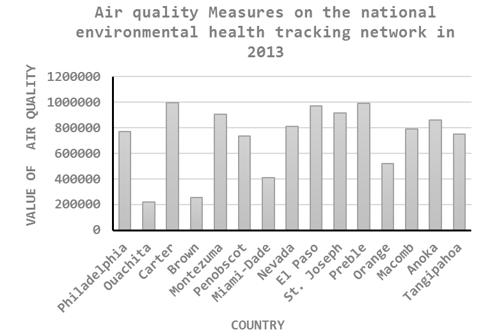 Air quality Measures on the national
environmental health tracking network in
2013
VALUE OF AIR QUALITY
1200000
1000000
800000
600000
400000
200000
0
Philadelphia
Ouachita
Carter
Brown
Montezuma
Penobscot
Miami-Dade
Nevada
El Paso
St. Joseph
Preble
Orange
Macomb
Anoka
Tangipahoa
COUNTRY